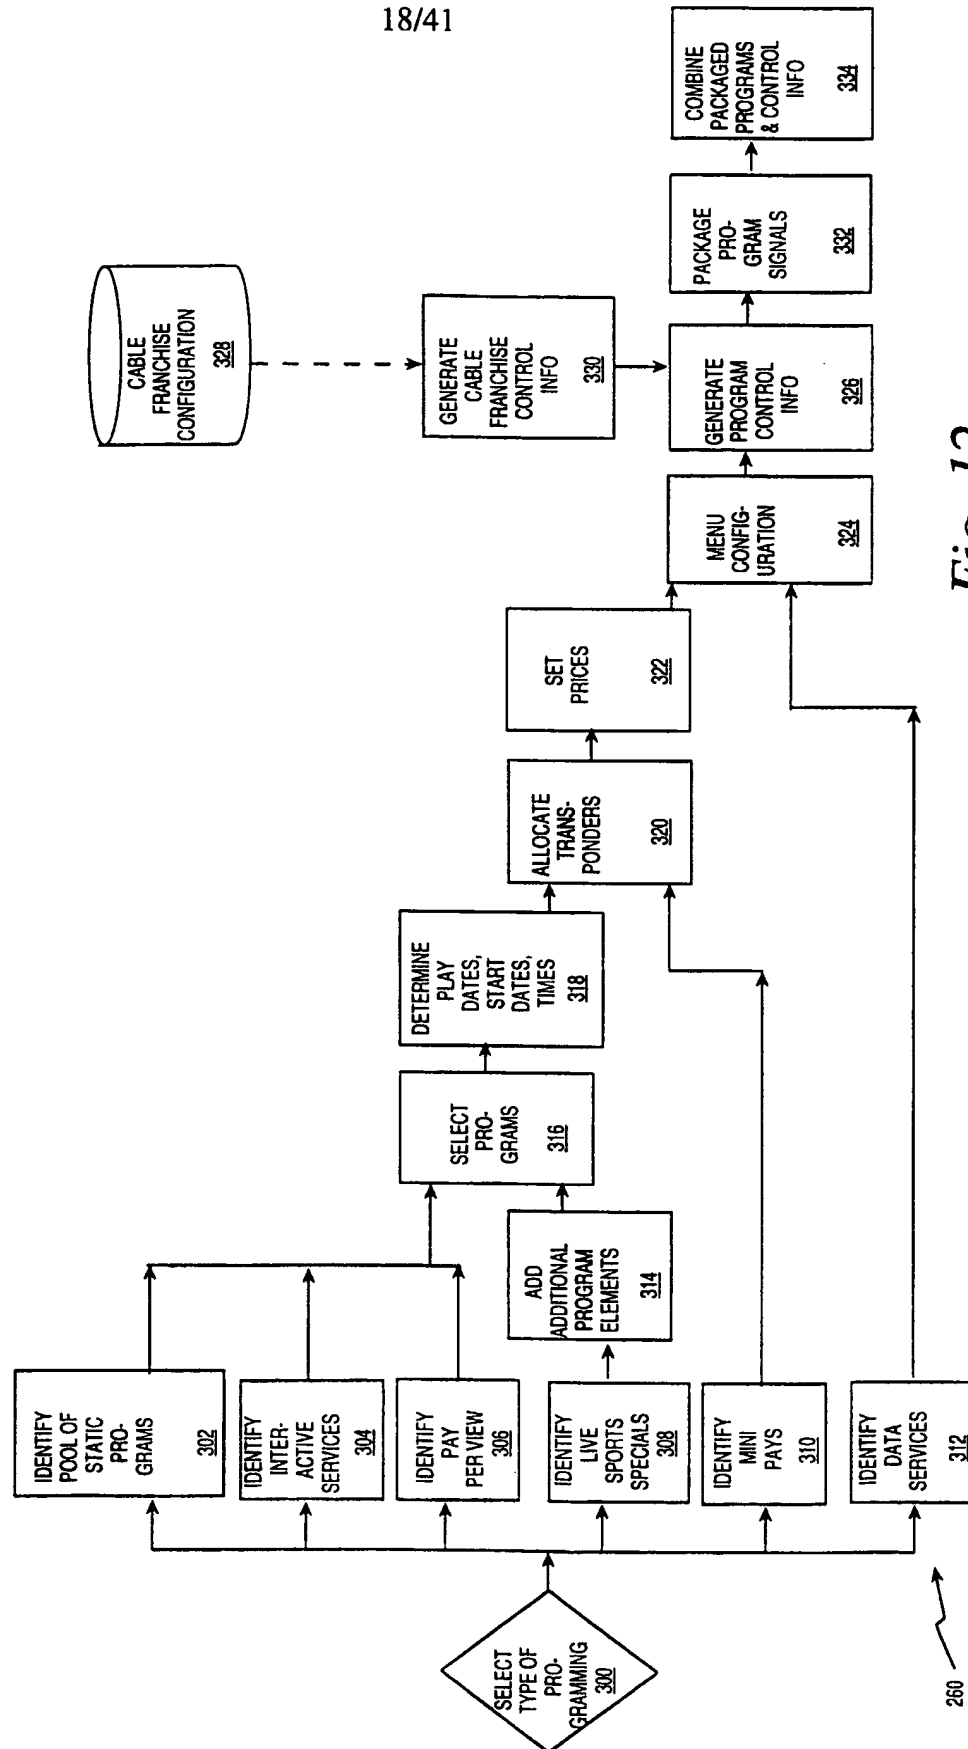 18/41
SELECT
TYPE OF
PRO-
GRAMMING
300
IDENTIFY
POOL OF
STATIC
PRO-
GRAMS
302
IDENTIFY
INTER-
ACTIVE
SERVICES
304
IDENTIFY
PAY
PER VIEW
306
IDENTIFY
LIVE
SPORTS
SPECIALS
308
IDENTIFY
MINI
PAYS
310
IDENTIFY
DATA
SERVICES
312
ADD
ADDITIONAL
PROGRAM
ELEMENTS
314
SELECT
PRO-
GRAMS
316
DETERMINE
PLAY
DATES,
START
DATES,
TIMES
318
ALLOCATE
TRANS-
PONDERS
320
SET
PRICES
322
MENU
CONFIG-
URATION
324
CABLE
FRANCHISE
CONFIGURATION
328
GENERATE
CABLE
FRANCHISE
CONTROL
INFO
330
GENERATE
PROGRAM
CONTROL
INFO
326
PACKAGE
PRO-
GRAM
SIGNALS
332
COMBINE
PACKAGED
PROGRAMS
& CONTROL
INFO
334
260